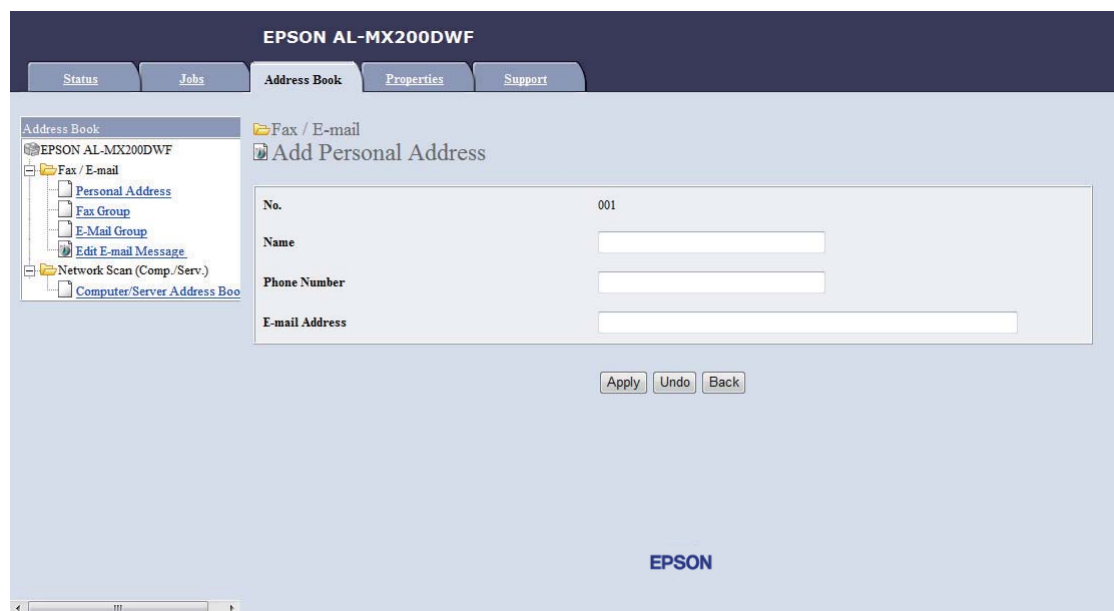 EPSON AL-MX200DWF
Status Jobs Address Book Properties Support
Address Book
EPSON AL-MX200DWF
Fax / E-mail
Personal Address
Fax Group
E-Mail Group
Edit E-mail Message
Network Scan (Comp./Serv.)
Computer/Server Address Boo
Fax / E-mail
Add Personal Address
No. 001
Name
Phone Number
E-mail Address
Apply Undo Back
EPSON